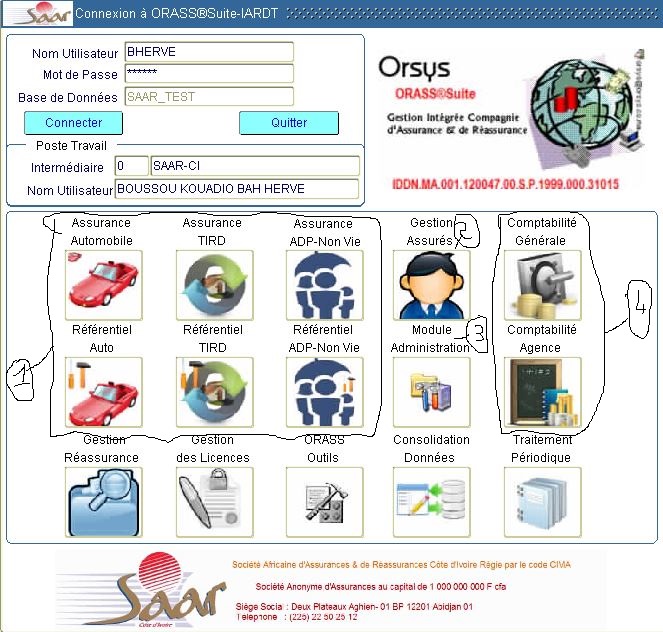 Saar Connexion à ORASS®Suite-IARDT
Nom Utilisateur BHERVE
Mot de Passe ******
Base de Données SAAR_TEST
Connecter Quitter
Poste Travail
Intermédiaire 0 SAAR-CI
Nom Utilisateur BOUSSOU KOUADIO BAH HERVE
Orsys
ORASS®Suite
Gestion Intégrée Compagnie
d'Assurance & de Réassurance
IDDN.MA.001.120047.00.S.P.1999.000.31015
Assurance Automobile
Assurance TIRD
Assurance ADP-Non Vie
Gestion Assurés
2
Comptabilité Générale
Référentiel Auto
Référentiel TIRD
Référentiel ADP-Non Vie
Module Administration
3
Comptabilité Agence
4
1
Gestion Réassurance
Gestion des Licences
ORASS Outils
Consolidation Données
Traitement Périodique
Saar
Côte d'Ivoire
Société Africaine d'Assurances & de Réassurances Côte d'Ivoire Régie par le code CIMA
Société Anonyme d'Assurances au capital de 1 000 000 000 F cfa
Siège Social : Deux Plateaux Aghien- 01 BP 12201 Abidjan 01
Téléphone : (225) 22 50 25 12